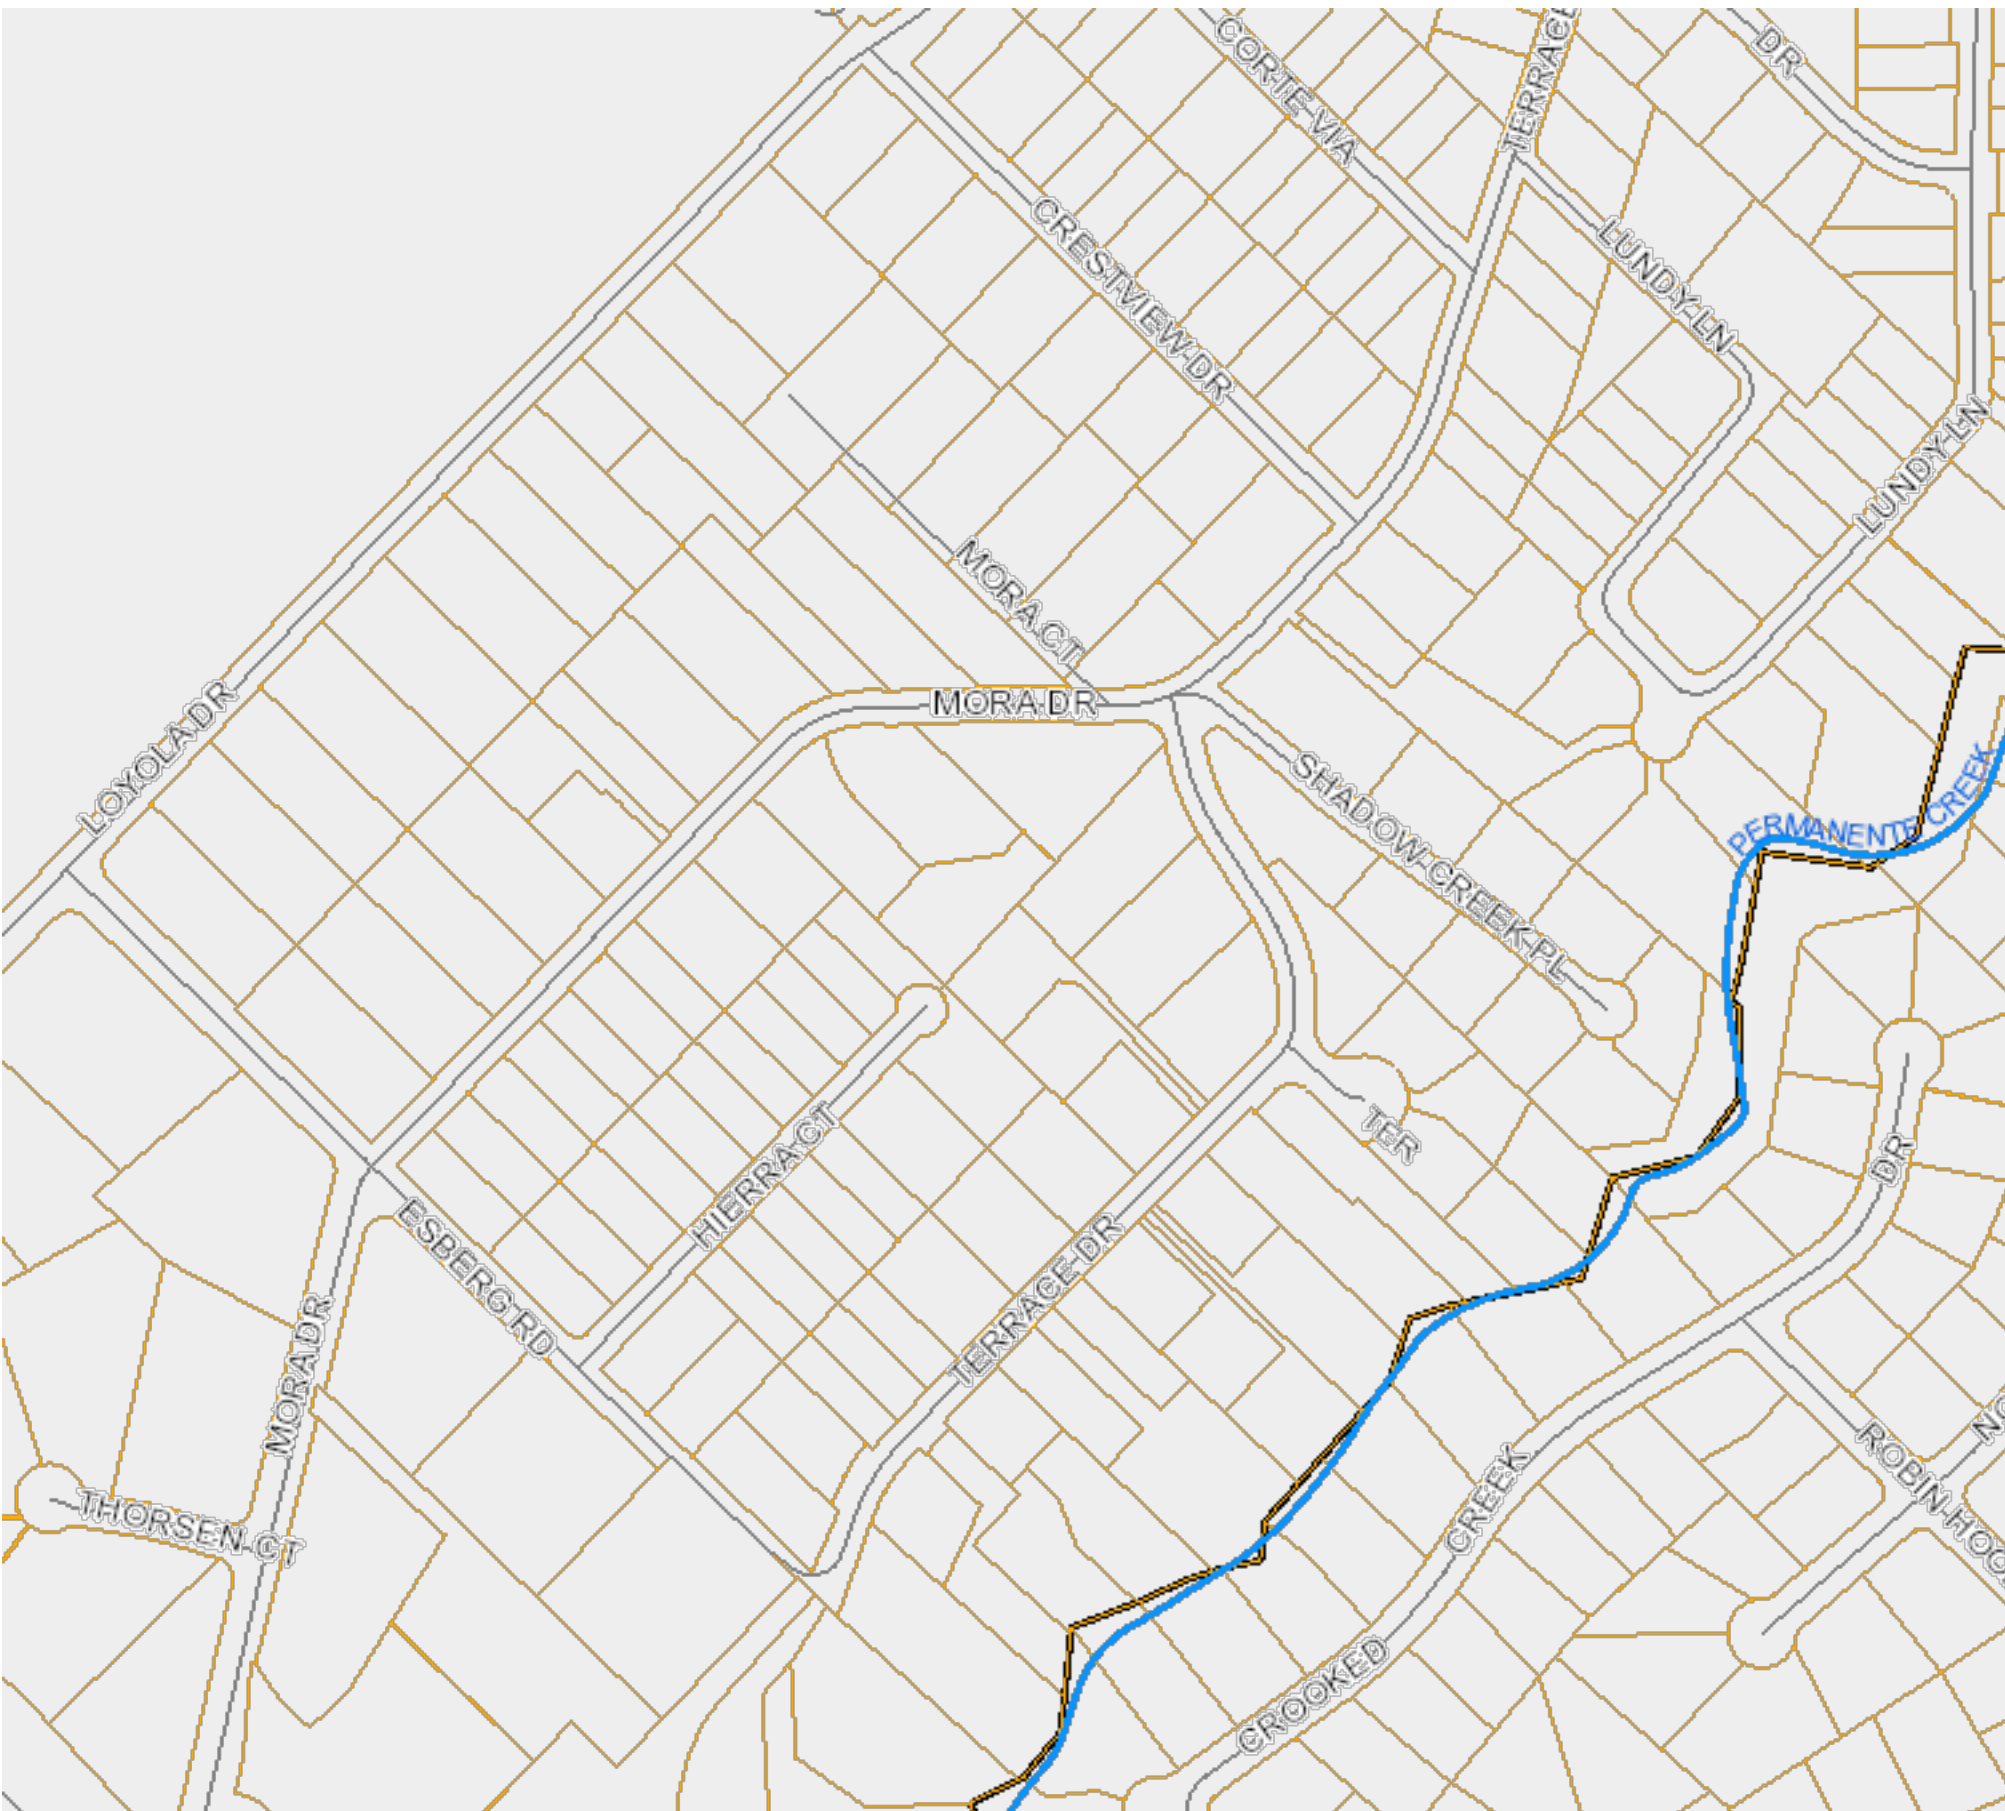 CORTE VIA
TERRACE
DR
CRESTVIEW DR
LUNDY LN
LUNDY LN
MORA CT
LOYOLA DR
MORA DR
SHADOW CREEK PL
PERMANENTE CREEK
TER
HIERRA CT
DR
ESBERG RD
TERRACE DR
MORA DR
THORSEN CT
CREEK
ROBIN HOO
CROOKED